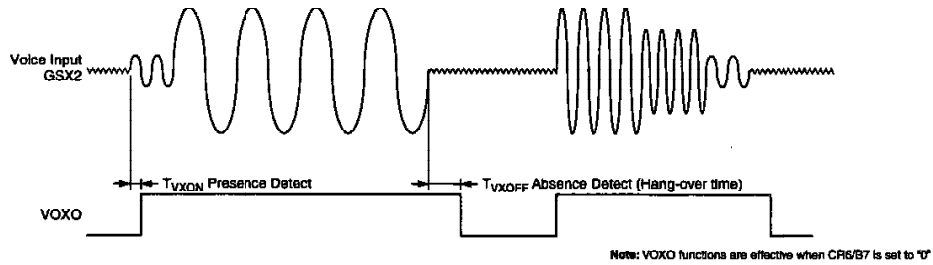 Voice Input
GSX2
TVXON Presence Detect
TVXOFF Absence Detect (Hang-over time)
VOXO
Note: VOXO functions are effective when CR6/B7 is set to "0"